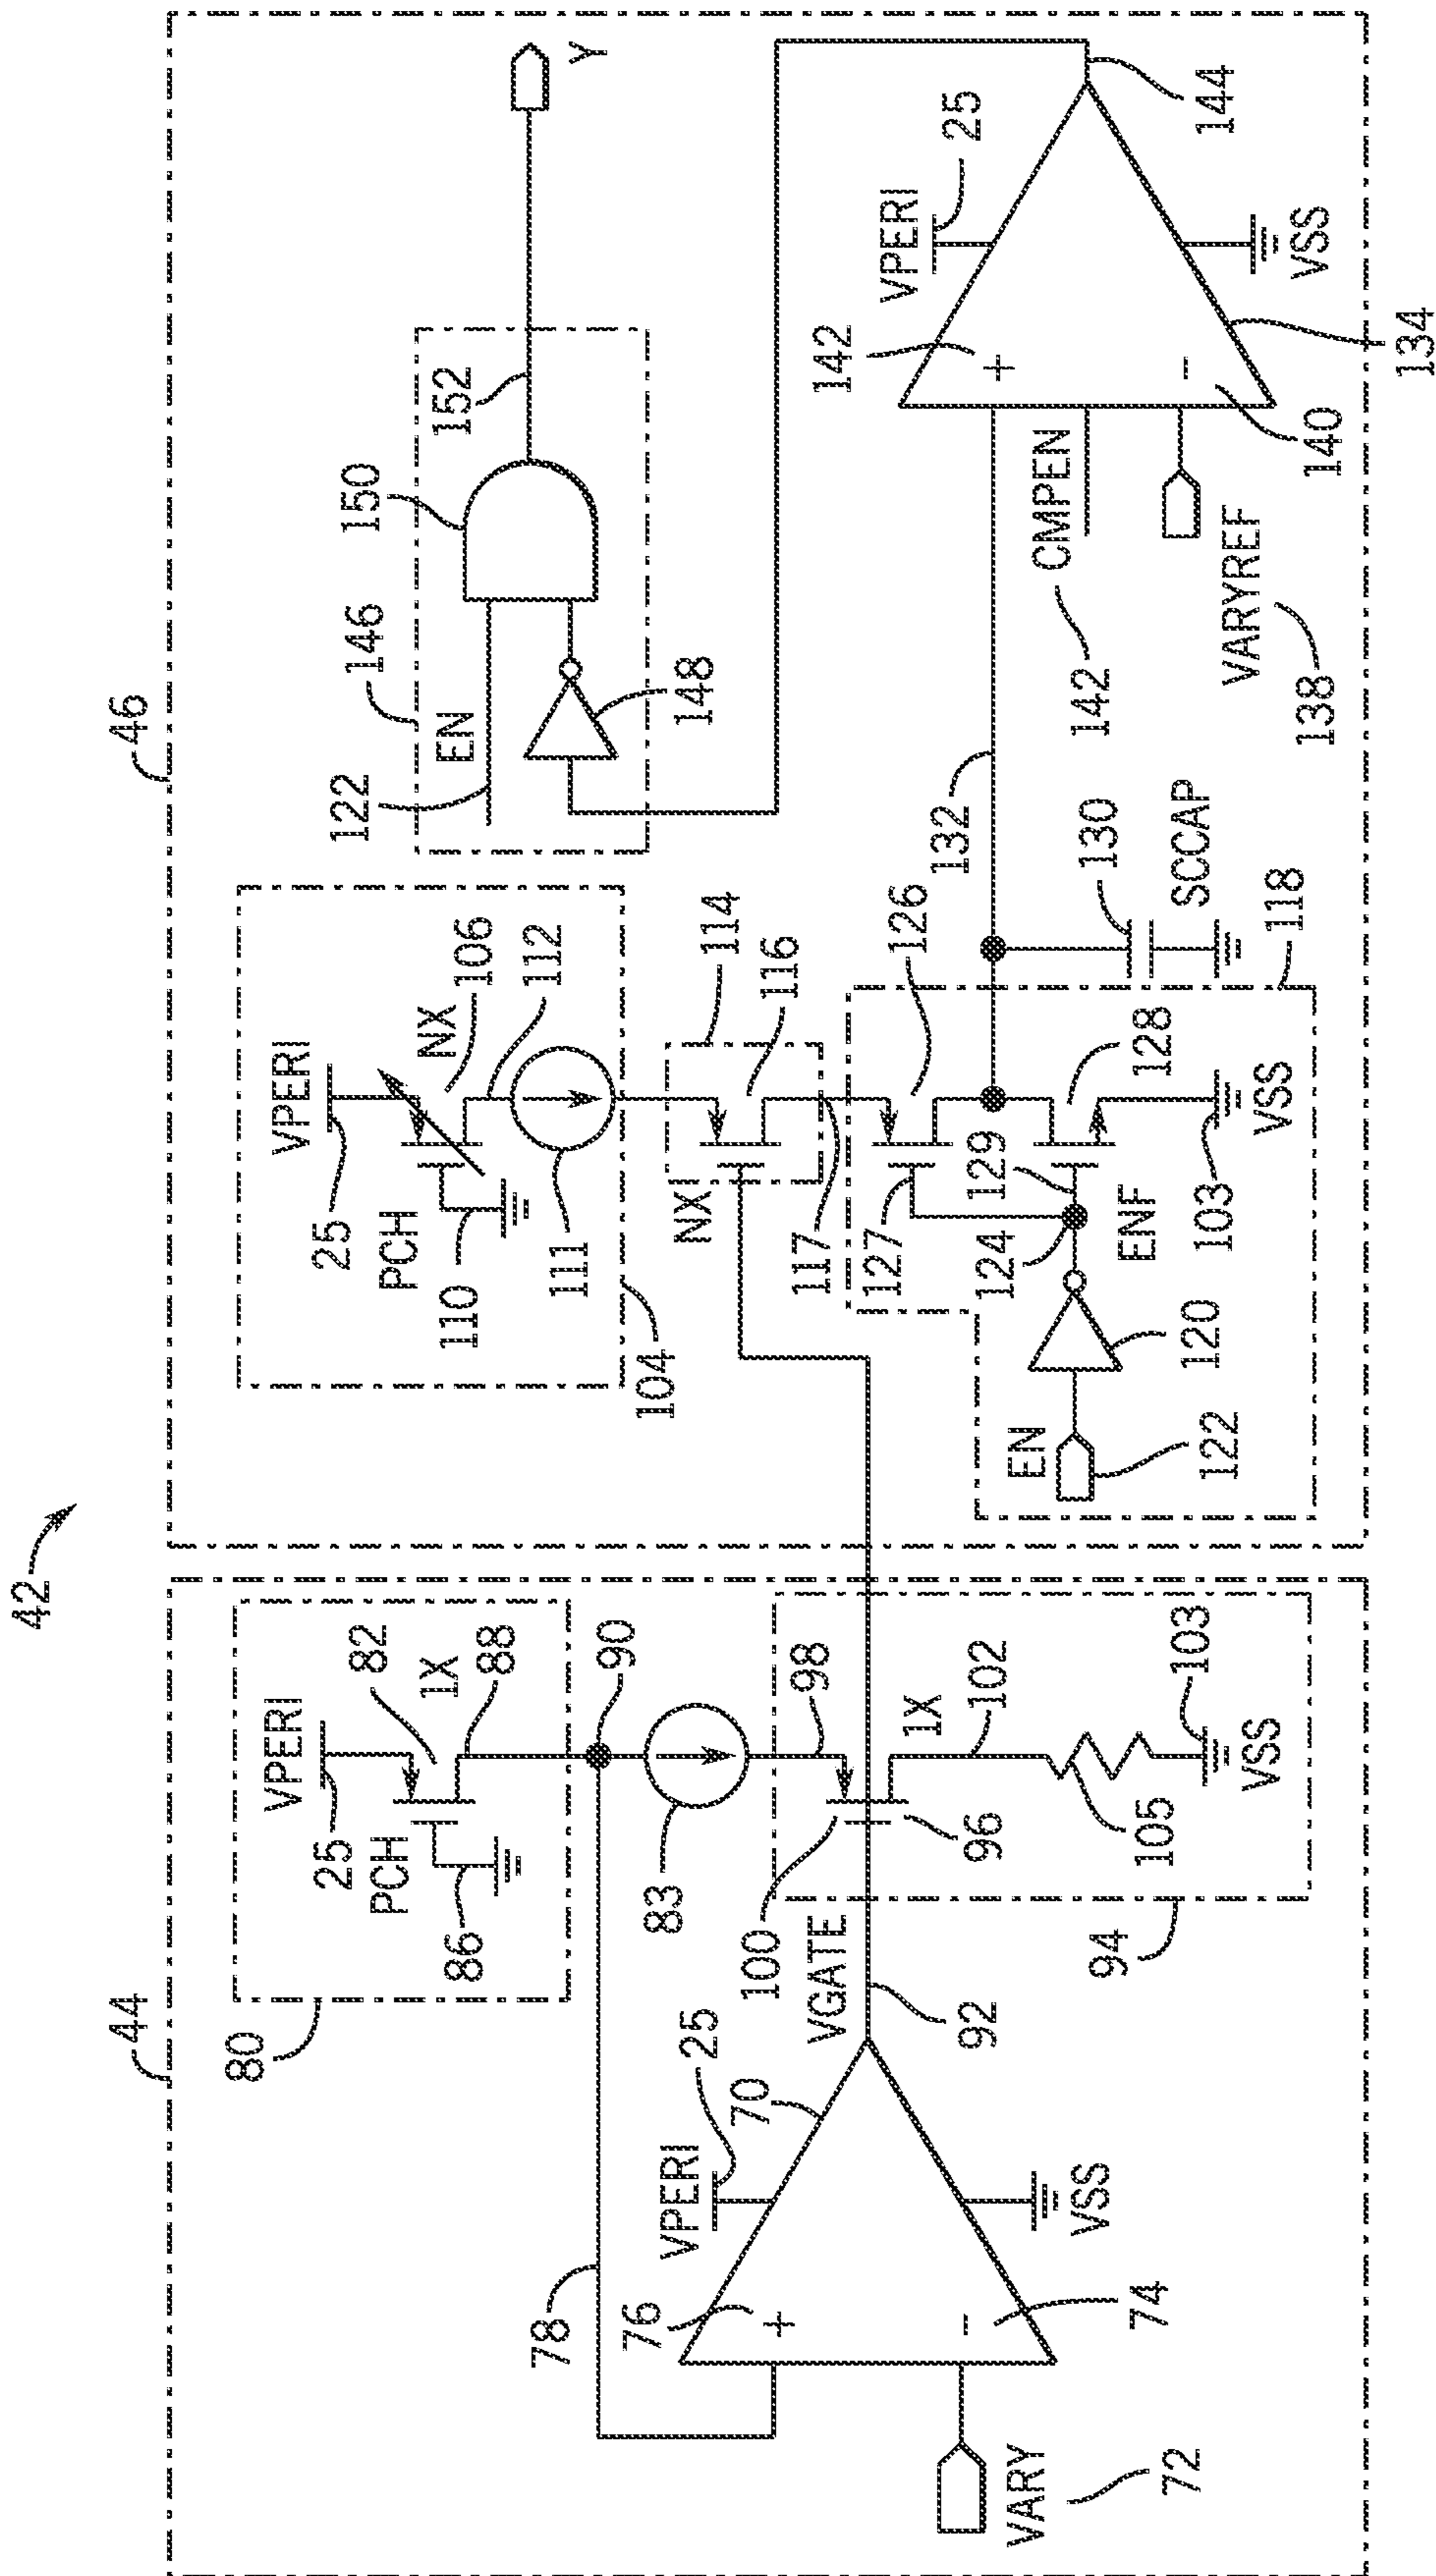 42
44
46
80
VPERI
25
PCH
82
1X
88
86
90
78
83
VPERI
25
70
76
+
-
74
VSS
VARY
72
100
VGATE
92
98
1X
96
102
105
103
VSS
94
VPERI
25
PCH
NX
106
112
110
111
104
114
116
NX
117
126
127
129
124
128
ENF
103
VSS
EN
122
120
118
132
130
SCCAP
146
122
EN
148
150
152
Y
142
VPERI
25
+
-
CMPEN
142
VARYREF
138
140
134
VSS
144